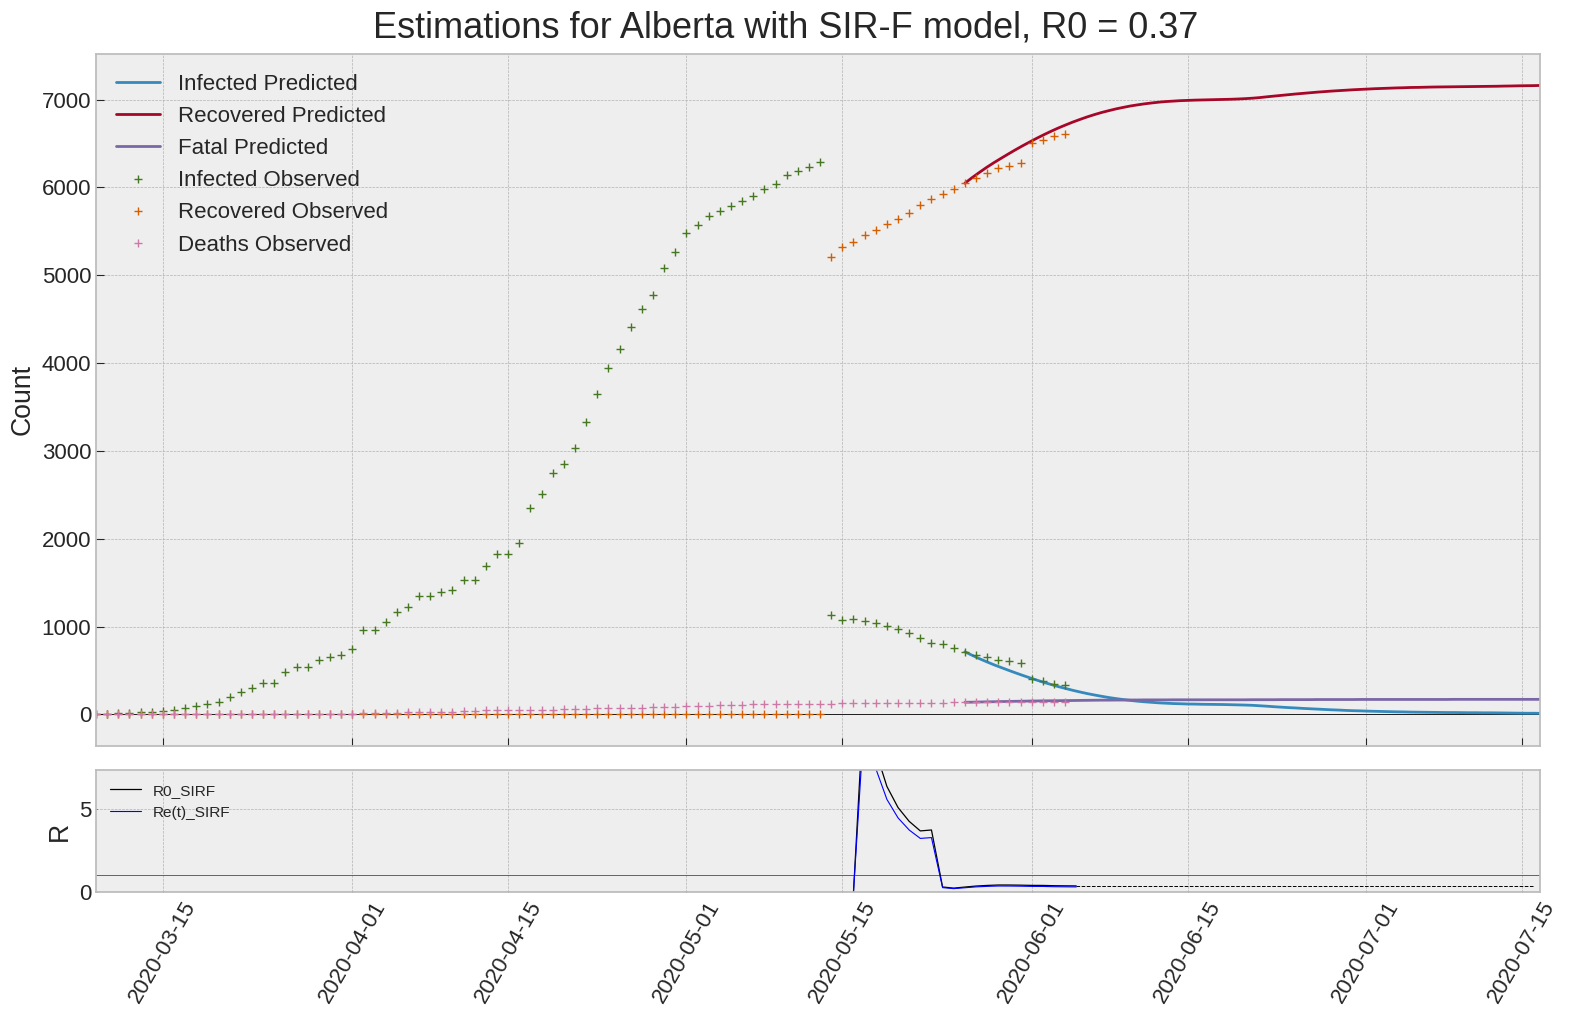 Estimations for Alberta with SIR-F model, R0 = 0.37
Infected Predicted
Recovered Predicted
Fatal Predicted
Infected Observed
Recovered Observed
Deaths Observed
7000
6000
5000
4000
3000
2000
1000
0
Count
R0_SIRF
Re(t)_SIRF
5
0
R
2020-03-15
2020-04-01
2020-04-15
2020-05-01
2020-05-15
2020-06-01
2020-06-15
2020-07-01
2020-07-15